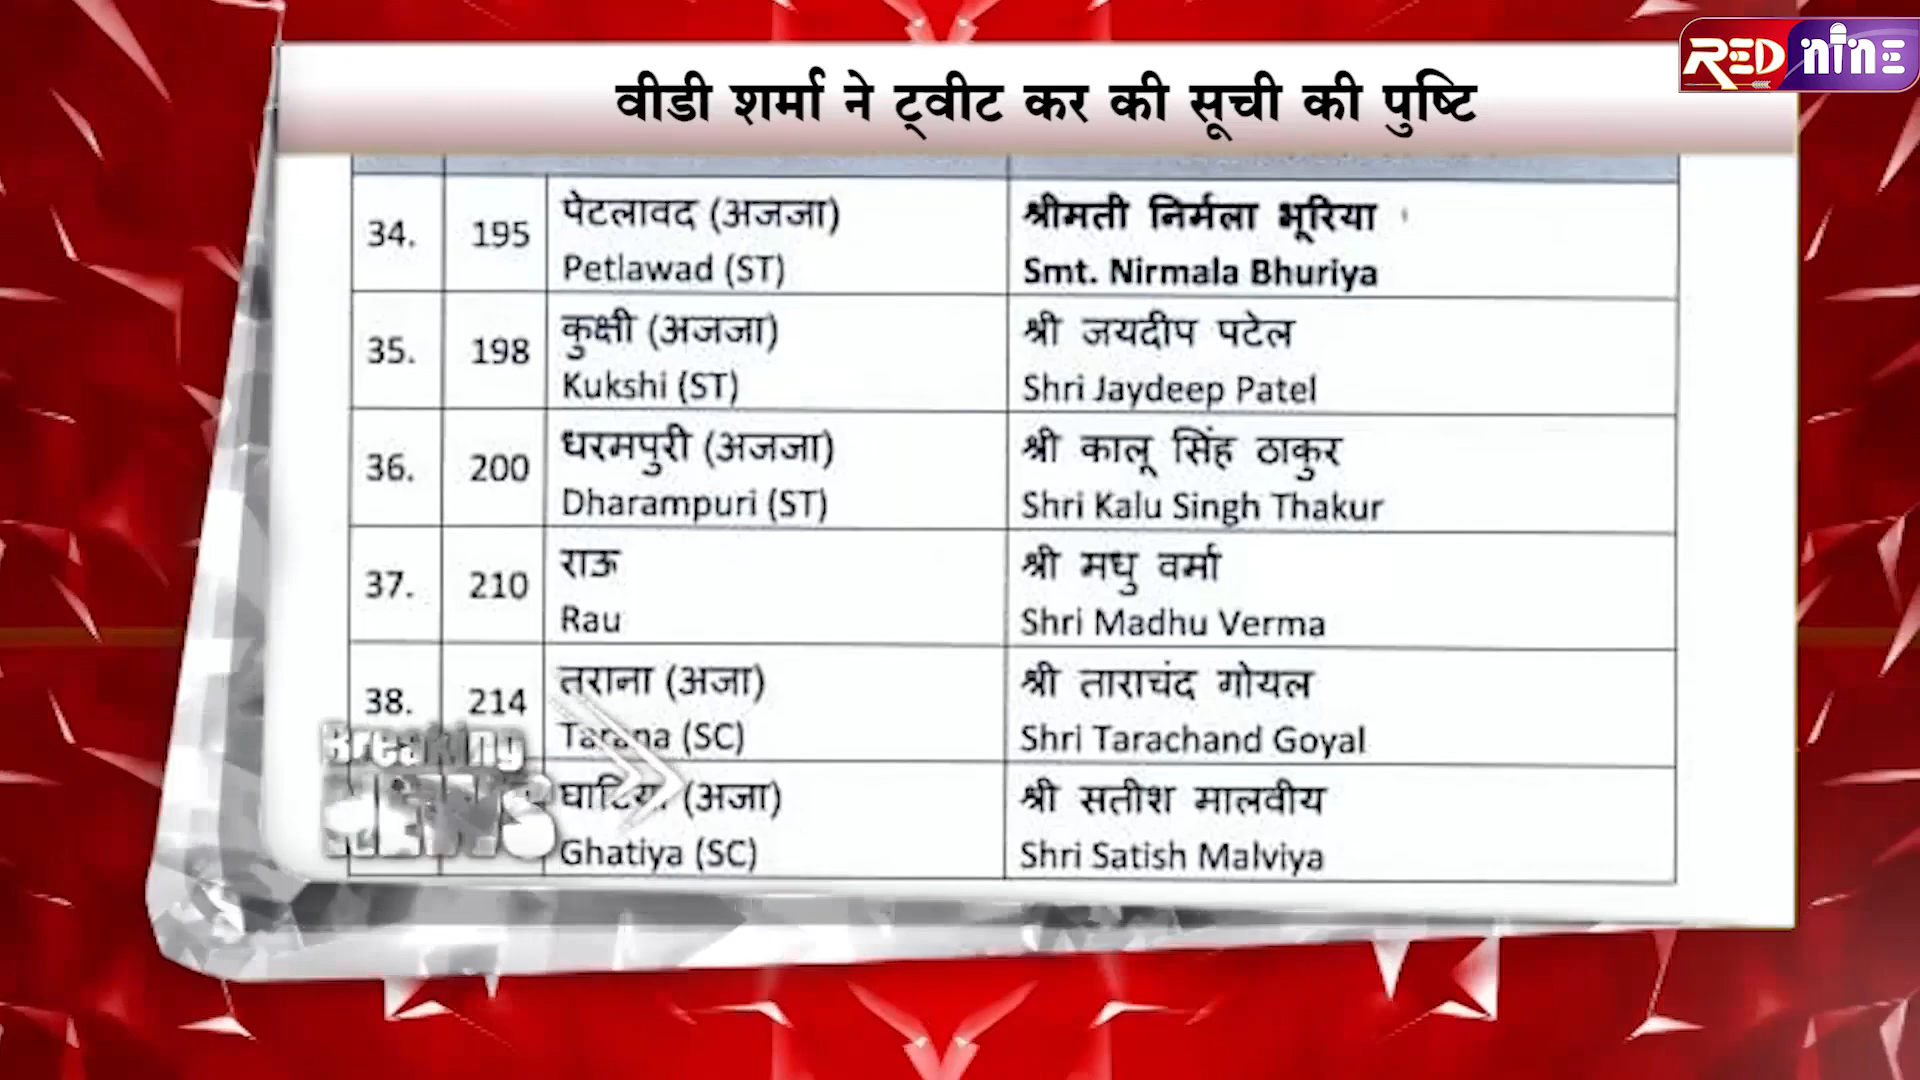 RED NINE
वीडी शर्मा ने ट्वीट कर की सूची की पुष्टि
34. 195 पेटलावद (अजजा) श्रीमती निर्मला भूरिया
Petlawad (ST) Smt. Nirmala Bhuriya
35. 198 कुक्षी (अजजा) श्री जयदीप पटेल
Kukshi (ST) Shri Jaydeep Patel
36. 200 धरमपुरी (अजजा) श्री कालू सिंह ठाकुर
Dharampuri (ST) Shri Kalu Singh Thakur
37. 210 राऊ श्री मधु वर्मा
Rau Shri Madhu Verma
38. 214 तराना (अजा) श्री ताराचंद गोयल
Tarana (SC) Shri Tarachand Goyal
घाटिया (अजा) श्री सतीश मालवीय
Ghatiya (SC) Shri Satish Malviya
Breaking
NEWS